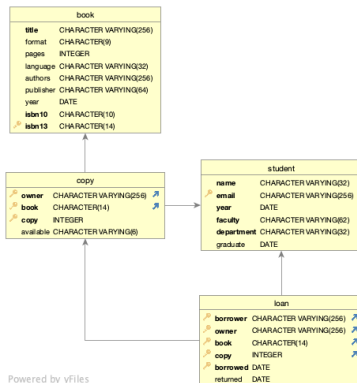 book
title CHARACTER VARYING(256)
format CHARACTER(9)
pages INTEGER
language CHARACTER VARYING(32)
authors CHARACTER VARYING(256)
publisher CHARACTER VARYING(64)
year DATE
isbn10 CHARACTER(10)
isbn13 CHARACTER(14)
copy
owner CHARACTER VARYING(256)
book CHARACTER(14)
copy INTEGER
available CHARACTER VARYING(6)
student
name CHARACTER VARYING(32)
email CHARACTER VARYING(256)
year DATE
faculty CHARACTER VARYING(62)
department CHARACTER VARYING(32)
graduate DATE
loan
borrower CHARACTER VARYING(256)
owner CHARACTER VARYING(256)
book CHARACTER(14)
copy INTEGER
borrowed DATE
returned DATE
Powered by vFiles